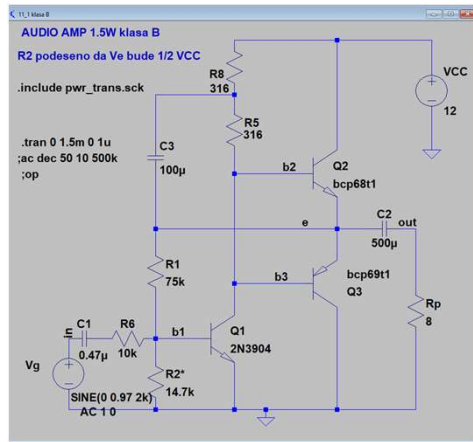 11_1 klasa B
AUDIO AMP 1.5W klasa B
R2 podeseno da Ve bude 1/2 VCC
R8
316
VCC
12
.include pwr_trans.sck
R5
316
.tran 0 1.5m 0 1u
;ac dec 50 10 500k
;op
C3
100µ
b2
Q2
bcp68t1
e
C2
500µ
out
R1
75k
b3
bcp69t1
Q3
Rp
8
in
C1
0.47µ
R6
10k
b1
Q1
2N3904
Vg
R2*
14.7k
SINE(0 0.97 2k)
AC 1 0